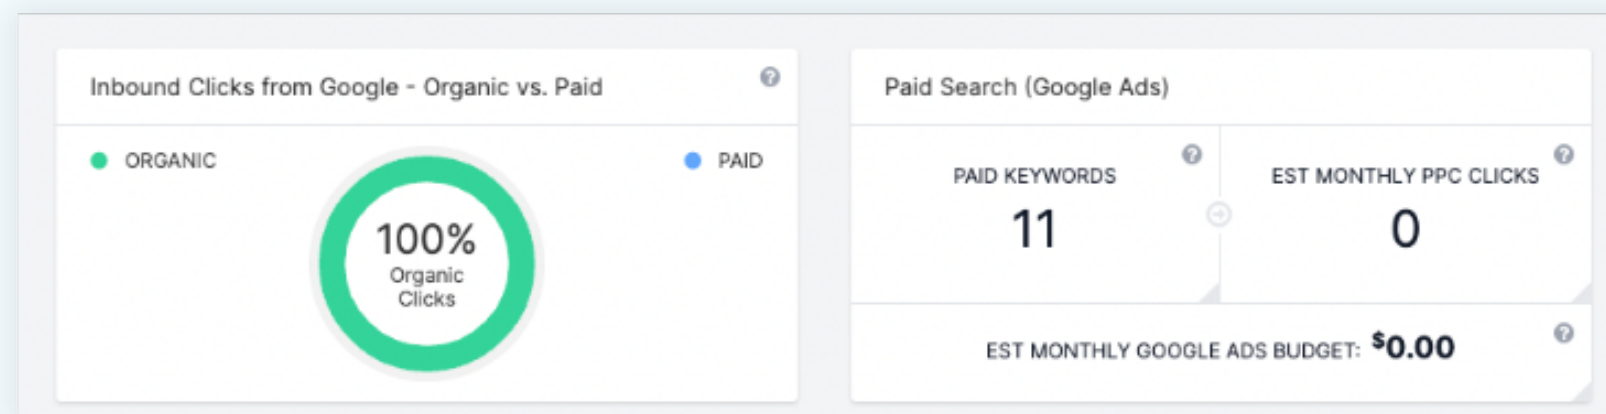 Inbound Clicks from Google - Organic vs. Paid
?
ORGANIC
PAID
100%
Organic
Clicks
Paid Search (Google Ads)
PAID KEYWORDS
?
11
EST MONTHLY PPC CLICKS
?
0
EST MONTHLY GOOGLE ADS BUDGET: $0.00
?